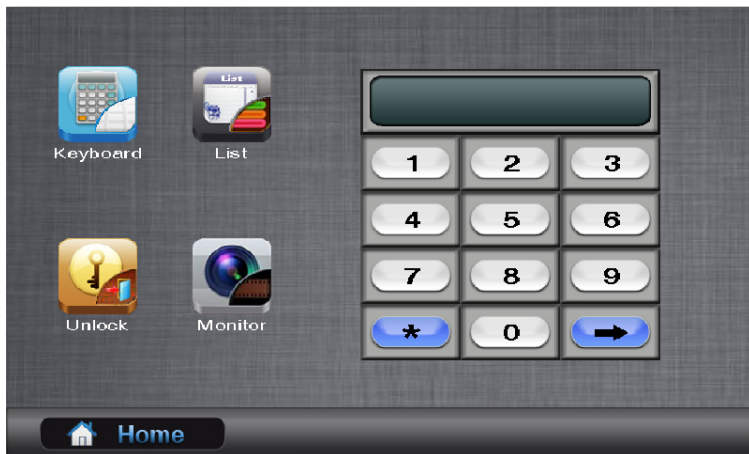 List
Keyboard
List
Unlock
Monitor
1 2 3
4 5 6
7 8 9
* 0 →
Home